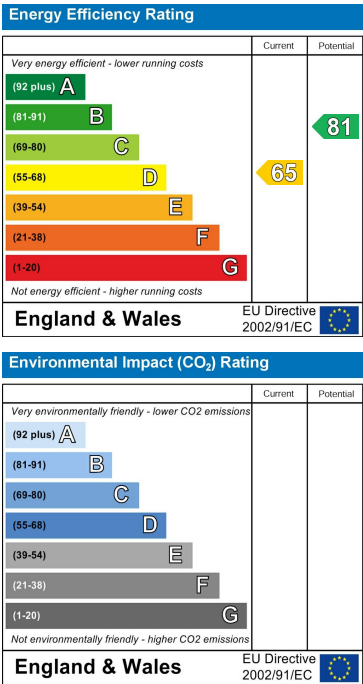 Energy Efficiency Rating
Current Potential
Very energy efficient - lower running costs
(92 plus) A
(81-91) B
(69-80) C
(55-68) D
(39-54) E
(21-38) F
(1-20) G
65
81
Not energy efficient - higher running costs
England & Wales
EU Directive
2002/91/EC
Environmental Impact (CO₂) Rating
Current Potential
Very environmentally friendly - lower CO2 emissions
(92 plus) A
(81-91) B
(69-80) C
(55-68) D
(39-54) E
(21-38) F
(1-20) G
Not environmentally friendly - higher CO2 emissions
England & Wales
EU Directive
2002/91/EC